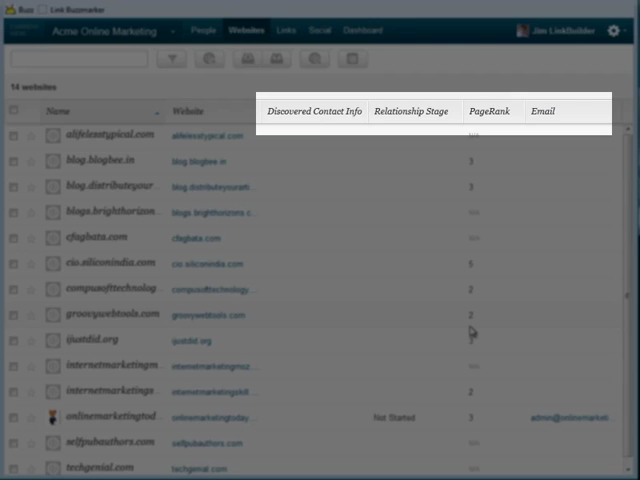 Buzz Link Buzzmarker
Acme Online Marketing People Websites Links Social Dashboard Jim LinkBuilder
14 websites
Name Website Discovered Contact Info Relationship Stage PageRank Email
alifelesstypical.com alifelesstypical.com N/A
blog.blogbee.in blog.blogbee.in 3
blog.distributeyour... blog.distributeyourarti... 3
blogs.brighthorizon... blogs.brighthorizons.c... N/A
cfagbata.com cfagbata.com N/A
cio.siliconindia.com cio.siliconindia.com 5
compusofttechnolog... compusofttechnology... 2
groovywebtools.com groovywebtools.com 2
ijustdid.org ijustdid.org 3
internetmarketingm... internetmarketingmoz... N/A
internetmarketings... internetmarketingskill... 2
onlinemarketingtod... onlinemarketingtoday... Not Started 3 admin@onlinemarketi...
selfpubauthors.com selfpubauthors.com N/A
techgenial.com techgenial.com N/A